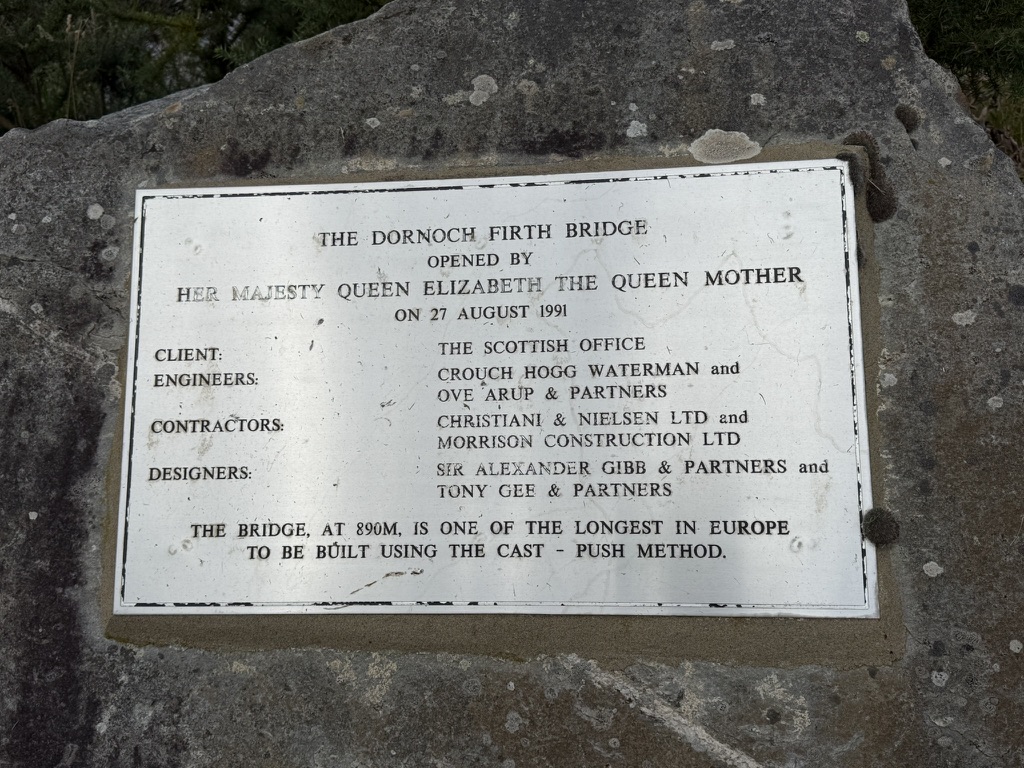 THE DORNOCH FIRTH BRIDGE
OPENED BY
HER MAJESTY QUEEN ELIZABETH THE QUEEN MOTHER
ON 27 AUGUST 1991
CLIENT: THE SCOTTISH OFFICE
ENGINEERS: CROUCH HOGG WATERMAN and
OVE ARUP & PARTNERS
CONTRACTORS: CHRISTIANI & NIELSEN LTD and
MORRISON CONSTRUCTION LTD
DESIGNERS: SIR ALEXANDER GIBB & PARTNERS and
TONY GEE & PARTNERS
THE BRIDGE, AT 890M, IS ONE OF THE LONGEST IN EUROPE
TO BE BUILT USING THE CAST - PUSH METHOD.